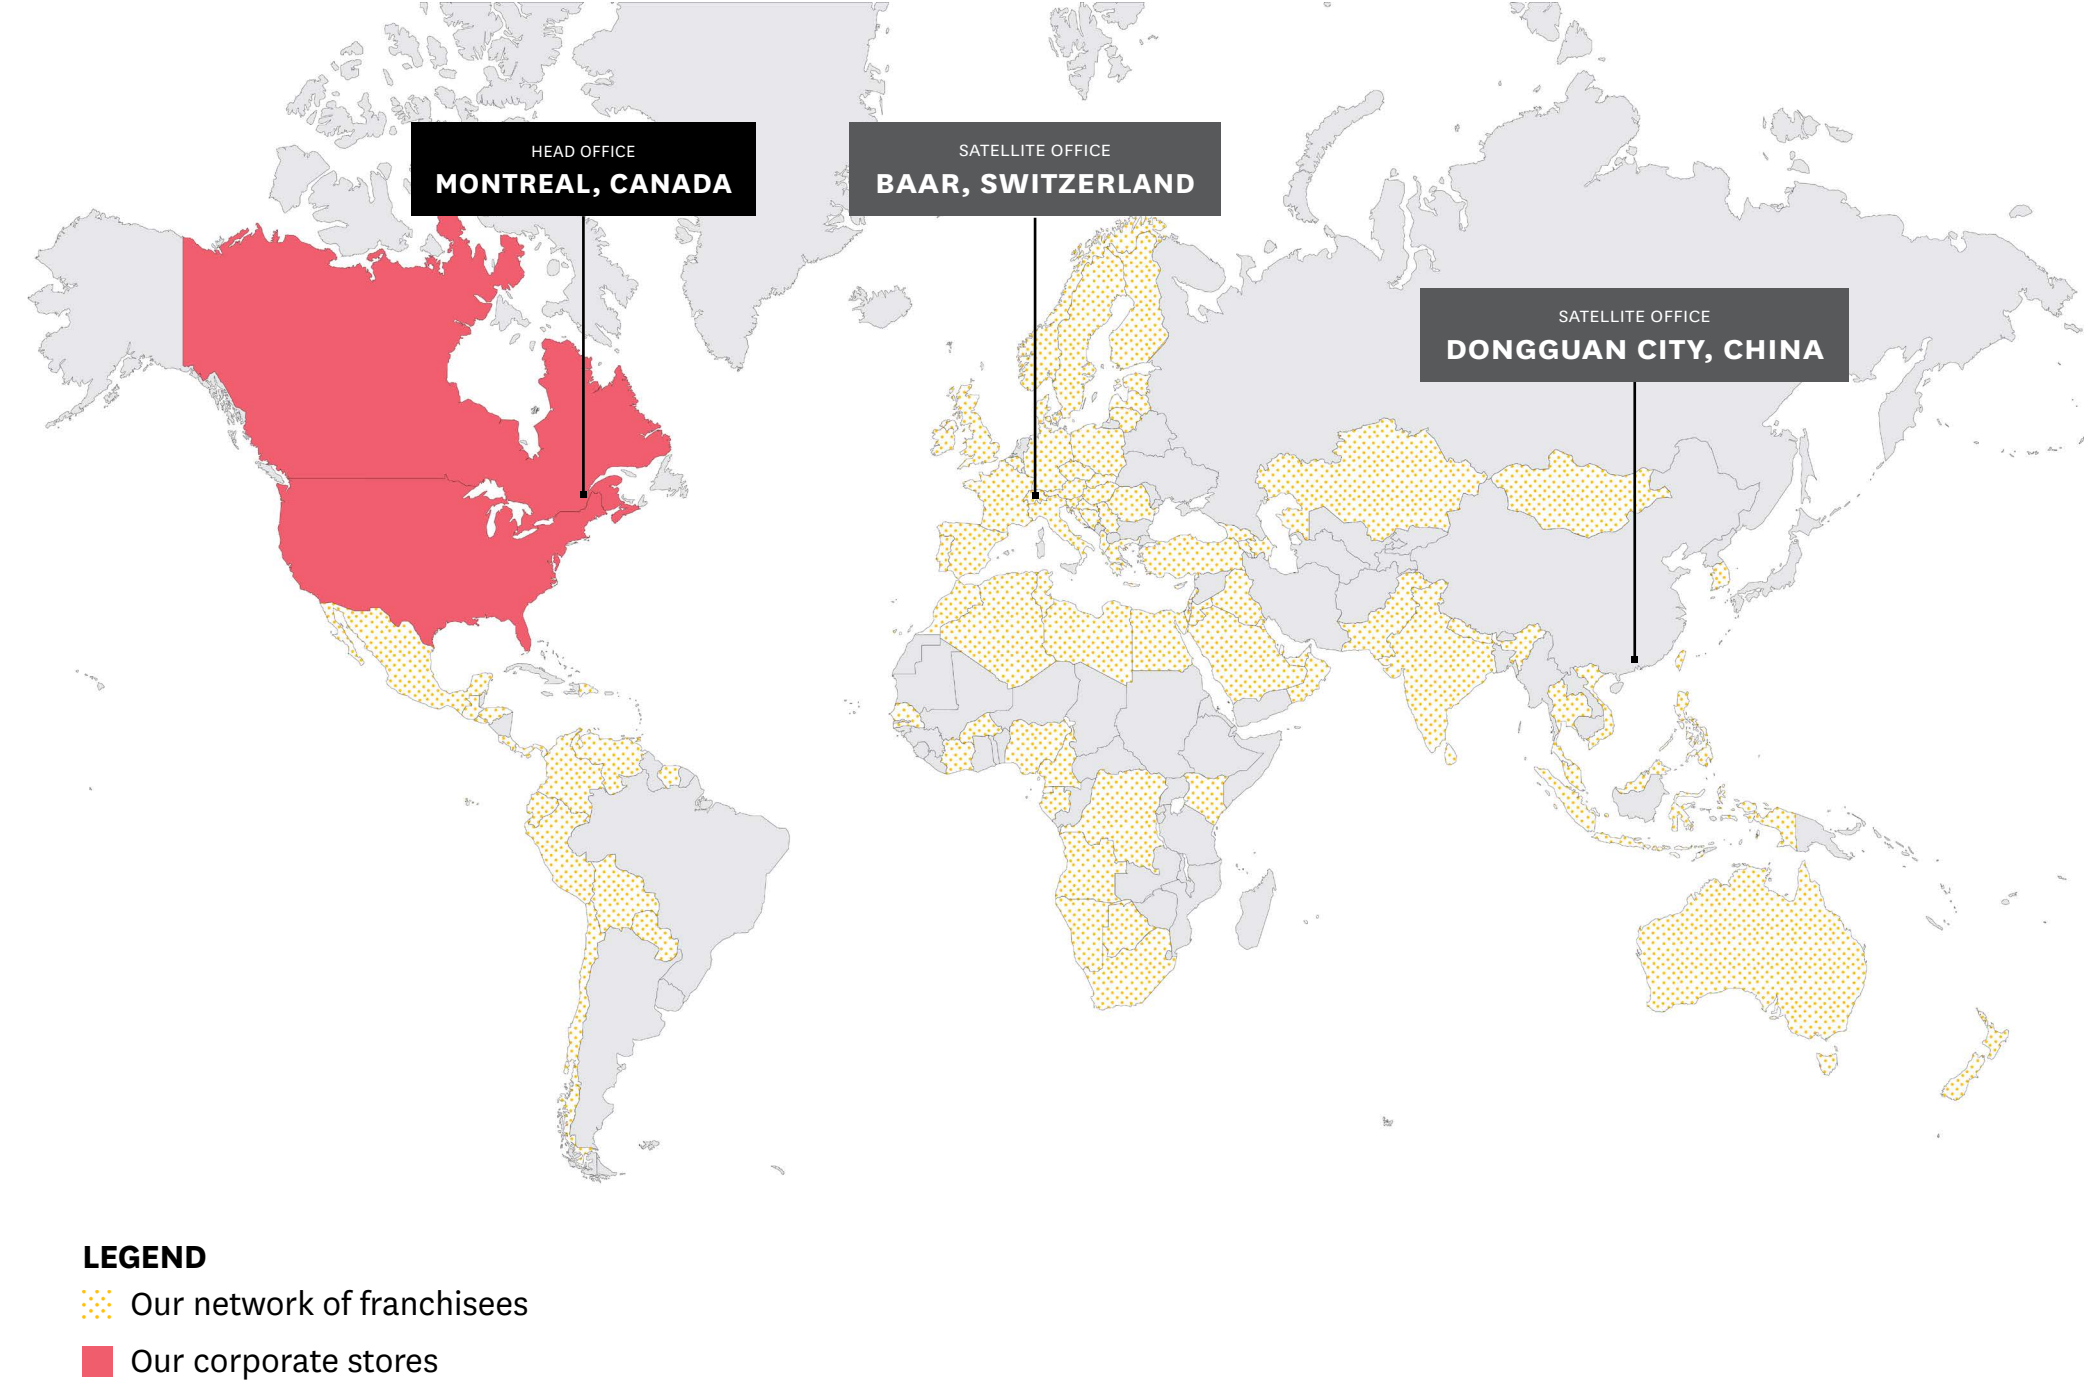 HEAD OFFICE
MONTREAL, CANADA
SATELLITE OFFICE
BAAR, SWITZERLAND
SATELLITE OFFICE
DONGGUAN CITY, CHINA
LEGEND
Our network of franchisees
Our corporate stores